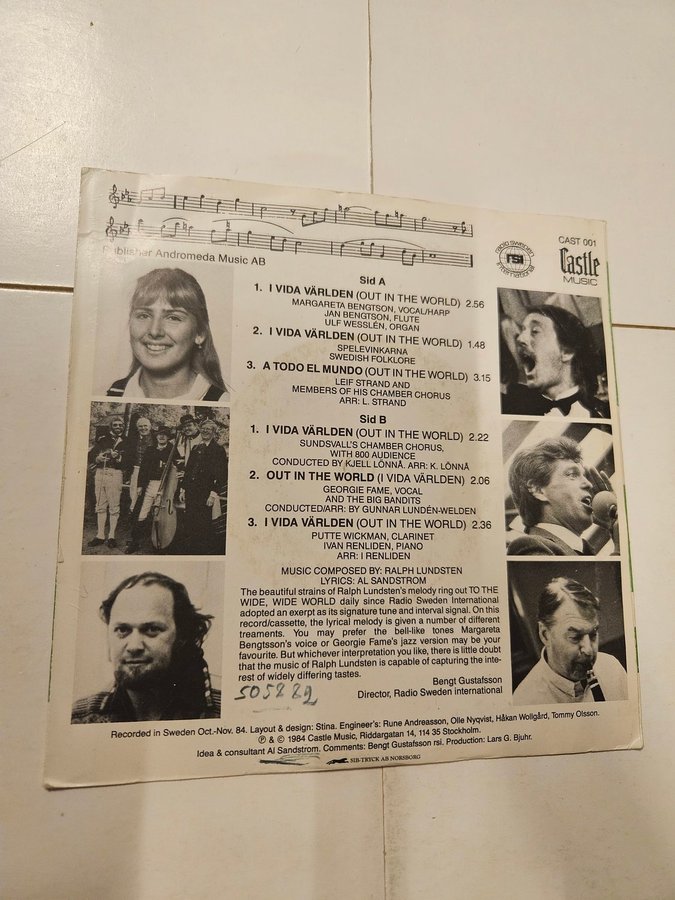 Publisher Andromeda Music AB
RADIO SWEDEN
rsi
INTERNATIONAL
CAST 001
Castle
MUSIC
Sid A
1. I VIDA VÄRLDEN (OUT IN THE WORLD) 2.56
MARGARETA BENGTSON, VOCAL/HARP
JAN BENGTSON, FLUTE
ULF WESSLÉN, ORGAN
2. I VIDA VÄRLDEN (OUT IN THE WORLD) 1.48
SPELEVINKARNA
SWEDISH FOLKLORE
3. A TODO EL MUNDO (OUT IN THE WORLD) 3.15
LEIF STRAND AND
MEMBERS OF HIS CHAMBER CHORUS
ARR: L. STRAND
Sid B
1. I VIDA VÄRLDEN (OUT IN THE WORLD) 2.22
SUNDSVALL'S CHAMBER CHORUS,
WITH 800 AUDIENCE
CONDUCTED BY KJELL LÖNNÅ. ARR: K. LÖNNÅ
2. OUT IN THE WORLD (I VIDA VÄRLDEN) 2.06
GEORGIE FAME, VOCAL
AND THE BIG BANDITS
CONDUCTED/ARR: BY GUNNAR LUNDÉN-WELDEN
3. I VIDA VÄRLDEN (OUT IN THE WORLD) 2.36
PUTTE WICKMAN, CLARINET
IVAN RENLIDEN, PIANO
ARR: I RENLIDEN
MUSIC COMPOSED BY: RALPH LUNDSTEN
LYRICS: AL SANDSTROM
The beautiful strains of Ralph Lundsten's melody ring out TO THE
WIDE, WIDE WORLD daily since Radio Sweden International
adopted an exerpt as its signature tune and interval signal. On this
record/cassette, the lyrical melody is given a number of different
treaments. You may prefer the bell-like tones Margareta
Bengtsson's voice or Georgie Fame's jazz version may be your
favourite. But whichever interpretation you like, there is little doubt
that the music of Ralph Lundsten is capable of capturing the inte-
rest of widely differing tastes.
Bengt Gustafsson
Director, Radio Sweden international
505882
Recorded in Sweden Oct.-Nov. 84. Layout & design: Stina. Engineer's: Rune Andreasson, Olle Nyqvist, Håkan Wollgård, Tommy Olsson.
℗ & © 1984 Castle Music, Riddargatan 14, 114 35 Stockholm.
Idea & consultant Al Sandstrom. Comments: Bengt Gustafsson rsi. Production: Lars G. Bjuhr.
SIB-TRYCK AB NORSBORG